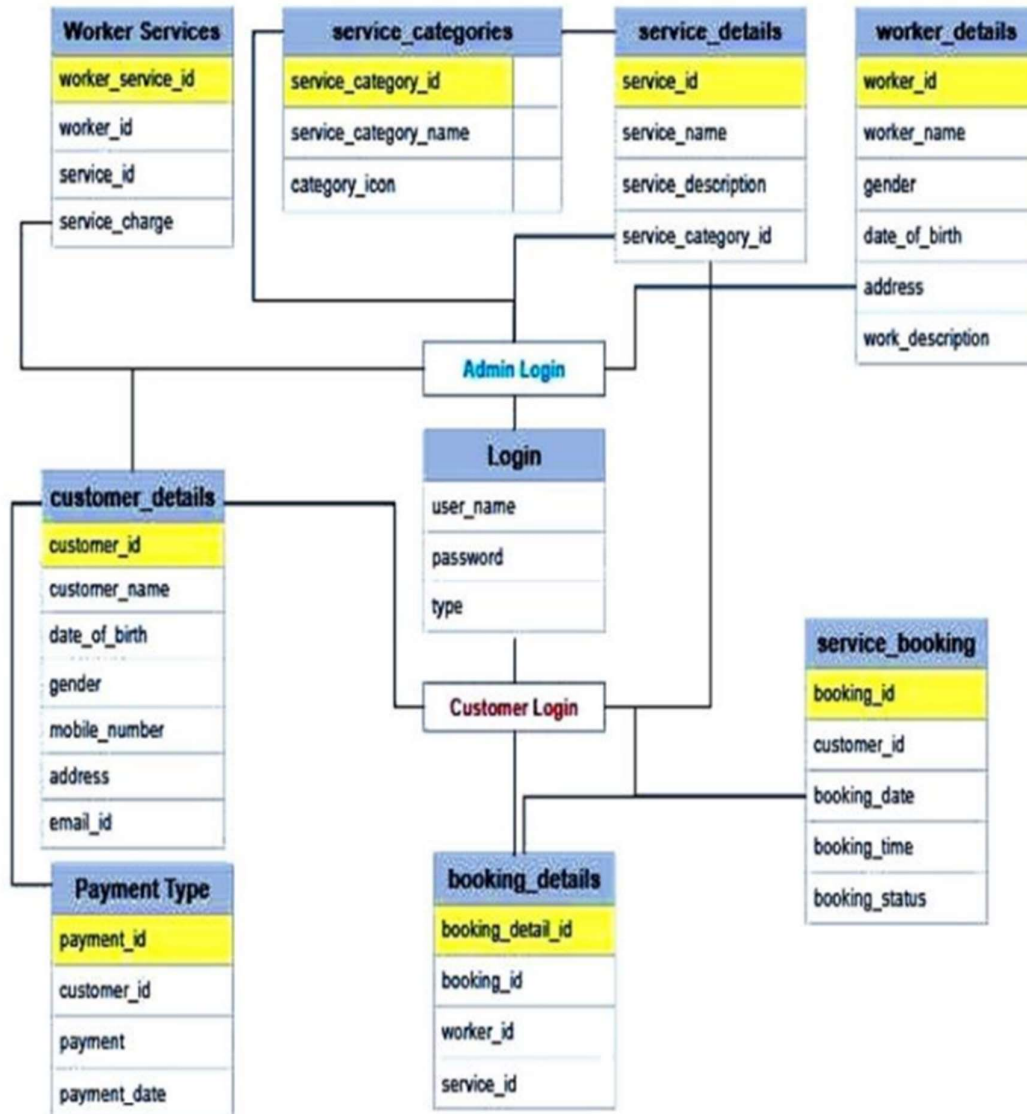 Worker Services
worker_service_id
worker_id
service_id
service_charge
service_categories
service_category_id
service_category_name
category_icon
service_details
service_id
service_name
service_description
service_category_id
worker_details
worker_id
worker_name
gender
date_of_birth
address
work_description
Admin Login
Login
user_name
password
type
Customer Login
customer_details
customer_id
customer_name
date_of_birth
gender
mobile_number
address
email_id
service_booking
booking_id
customer_id
booking_date
booking_time
booking_status
Payment Type
payment_id
customer_id
payment
payment_date
booking_details
booking_detail_id
booking_id
worker_id
service_id